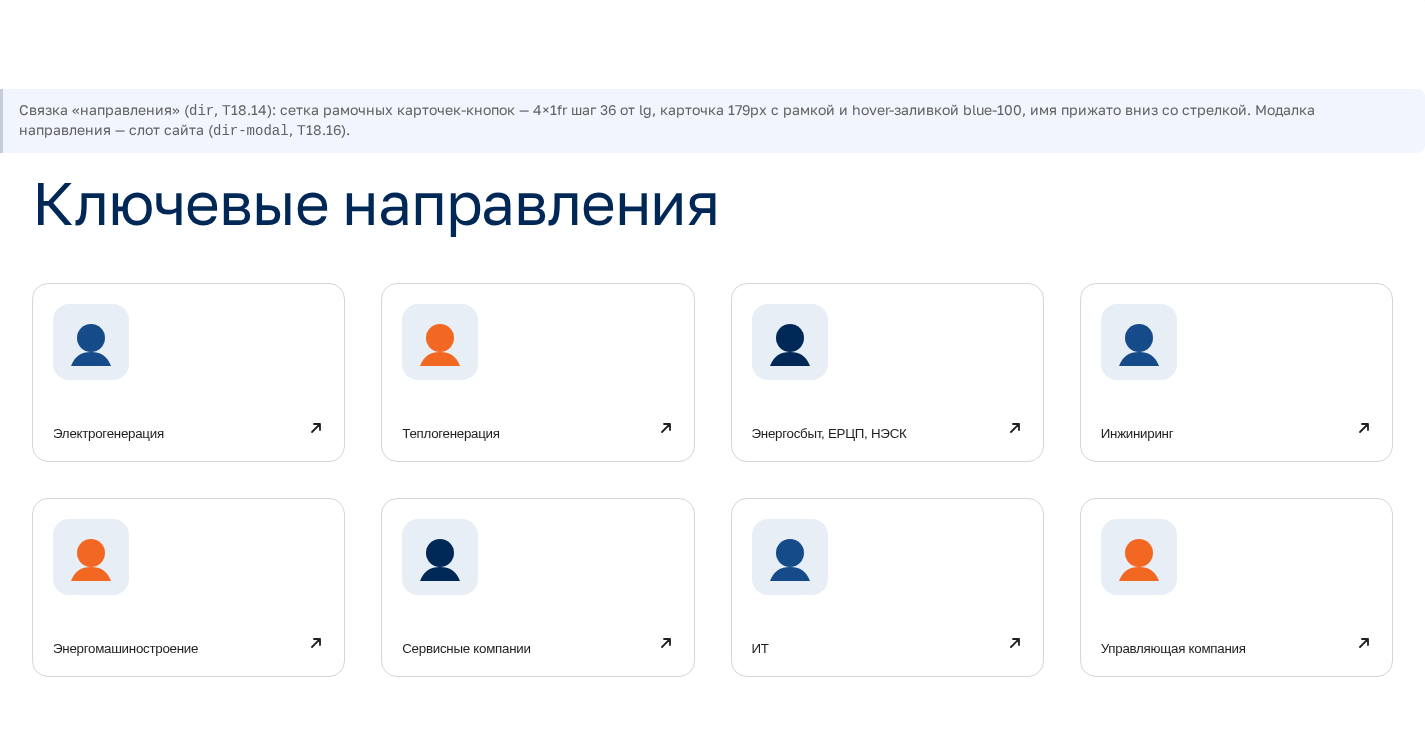 Связка «направления» (dir, T18.14): сетка рамочных карточек-кнопок — 4×1fr шаг 36 от lg, карточка 179px с рамкой и hover-заливкой blue-100, имя прижато вниз со стрелкой. Модалка
направления — слот сайта (dir-modal, T18.16).
Ключевые направления
Электрогенерация
Теплогенерация
Энергосбыт, ЕРЦП, НЭСК
Инжиниринг
Энергомашиностроение
Сервисные компании
ИТ
Управляющая компания